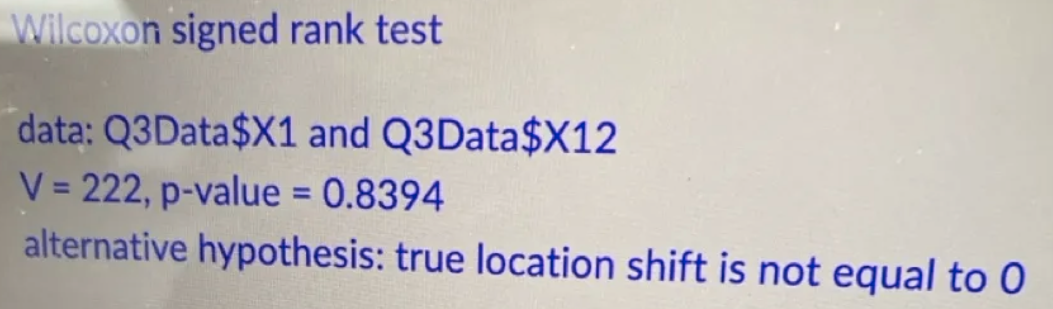 Wilcoxon signed rank test
data: Q3Data$X1 and Q3Data$X12
V = 222, p-value = 0.8394
alternative hypothesis: true location shift is not equal to 0